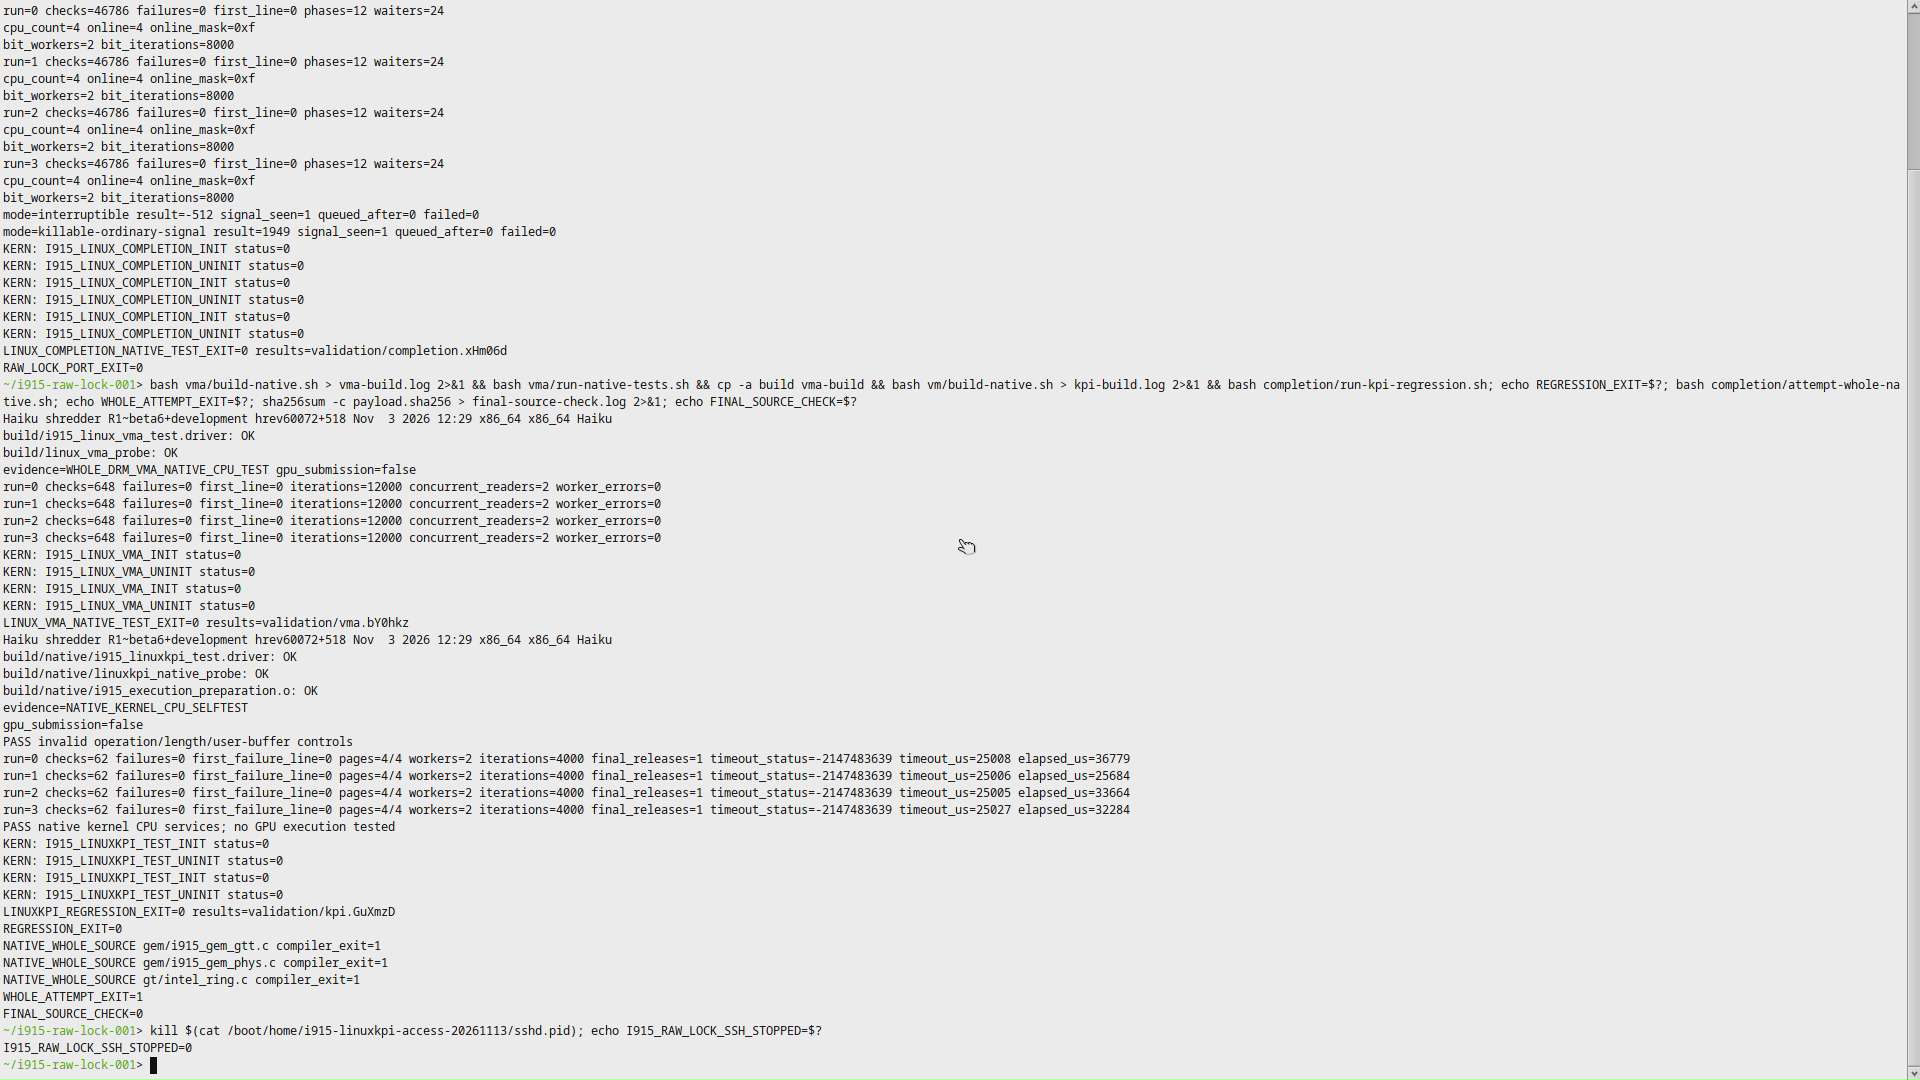 run=0 checks=46786 failures=0 first_line=0 phases=12 waiters=24
cpu_count=4 online=4 online_mask=0xf
bit_workers=2 bit_iterations=8000
run=1 checks=46786 failures=0 first_line=0 phases=12 waiters=24
cpu_count=4 online=4 online_mask=0xf
bit_workers=2 bit_iterations=8000
run=2 checks=46786 failures=0 first_line=0 phases=12 waiters=24
cpu_count=4 online=4 online_mask=0xf
bit_workers=2 bit_iterations=8000
run=3 checks=46786 failures=0 first_line=0 phases=12 waiters=24
cpu_count=4 online=4 online_mask=0xf
bit_workers=2 bit_iterations=8000
mode=interruptible result=-512 signal_seen=1 queued_after=0 failed=0
mode=killable-ordinary-signal result=1949 signal_seen=1 queued_after=0 failed=0
KERN: I915_LINUX_COMPLETION_INIT status=0
KERN: I915_LINUX_COMPLETION_UNINIT status=0
KERN: I915_LINUX_COMPLETION_INIT status=0
KERN: I915_LINUX_COMPLETION_UNINIT status=0
KERN: I915_LINUX_COMPLETION_INIT status=0
KERN: I915_LINUX_COMPLETION_UNINIT status=0
LINUX_COMPLETION_NATIVE_TEST_EXIT=0 results=validation/completion.xHm06d
RAW_LOCK_PORT_EXIT=0
~/i915-raw-lock-001> bash vma/build-native.sh > vma-build.log 2>&1 && bash vma/run-native-tests.sh && cp -a build vma-build && bash vm/build-native.sh > kpi-build.log 2>&1 && bash completion/run-kpi-regression.sh; echo REGRESSION_EXIT=$?; bash completion/attempt-whole-na
tive.sh; echo WHOLE_ATTEMPT_EXIT=$?; sha256sum -c payload.sha256 > final-source-check.log 2>&1; echo FINAL_SOURCE_CHECK=$?
Haiku shredder R1~beta6+development hrev60072+518 Nov  3 2026 12:29 x86_64 x86_64 Haiku
build/i915_linux_vma_test.driver: OK
build/linux_vma_probe: OK
evidence=WHOLE_DRM_VMA_NATIVE_CPU_TEST gpu_submission=false
run=0 checks=648 failures=0 first_line=0 iterations=12000 concurrent_readers=2 worker_errors=0
run=1 checks=648 failures=0 first_line=0 iterations=12000 concurrent_readers=2 worker_errors=0
run=2 checks=648 failures=0 first_line=0 iterations=12000 concurrent_readers=2 worker_errors=0
run=3 checks=648 failures=0 first_line=0 iterations=12000 concurrent_readers=2 worker_errors=0
KERN: I915_LINUX_VMA_INIT status=0
KERN: I915_LINUX_VMA_UNINIT status=0
KERN: I915_LINUX_VMA_INIT status=0
KERN: I915_LINUX_VMA_UNINIT status=0
LINUX_VMA_NATIVE_TEST_EXIT=0 results=validation/vma.bY0hkz
Haiku shredder R1~beta6+development hrev60072+518 Nov  3 2026 12:29 x86_64 x86_64 Haiku
build/native/i915_linuxkpi_test.driver: OK
build/native/linuxkpi_native_probe: OK
build/native/i915_execution_preparation.o: OK
evidence=NATIVE_KERNEL_CPU_SELFTEST
gpu_submission=false
PASS invalid operation/length/user-buffer controls
run=0 checks=62 failures=0 first_failure_line=0 pages=4/4 workers=2 iterations=4000 final_releases=1 timeout_status=-2147483639 timeout_us=25008 elapsed_us=36779
run=1 checks=62 failures=0 first_failure_line=0 pages=4/4 workers=2 iterations=4000 final_releases=1 timeout_status=-2147483639 timeout_us=25006 elapsed_us=25684
run=2 checks=62 failures=0 first_failure_line=0 pages=4/4 workers=2 iterations=4000 final_releases=1 timeout_status=-2147483639 timeout_us=25005 elapsed_us=33664
run=3 checks=62 failures=0 first_failure_line=0 pages=4/4 workers=2 iterations=4000 final_releases=1 timeout_status=-2147483639 timeout_us=25027 elapsed_us=32284
PASS native kernel CPU services; no GPU execution tested
KERN: I915_LINUXKPI_TEST_INIT status=0
KERN: I915_LINUXKPI_TEST_UNINIT status=0
KERN: I915_LINUXKPI_TEST_INIT status=0
KERN: I915_LINUXKPI_TEST_UNINIT status=0
LINUXKPI_REGRESSION_EXIT=0 results=validation/kpi.GuXmzD
REGRESSION_EXIT=0
NATIVE_WHOLE_SOURCE gem/i915_gem_gtt.c compiler_exit=1
NATIVE_WHOLE_SOURCE gem/i915_gem_phys.c compiler_exit=1
NATIVE_WHOLE_SOURCE gt/intel_ring.c compiler_exit=1
WHOLE_ATTEMPT_EXIT=1
FINAL_SOURCE_CHECK=0
~/i915-raw-lock-001> kill $(cat /boot/home/i915-linuxkpi-access-20261113/sshd.pid); echo I915_RAW_LOCK_SSH_STOPPED=$?
I915_RAW_LOCK_SSH_STOPPED=0
~/i915-raw-lock-001>